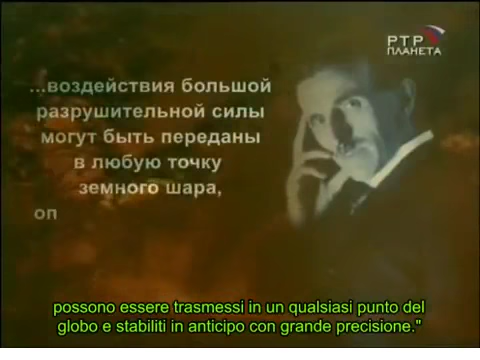 РТР
ПЛАНЕТА
...воздействия большой
разрушительной силы
могут быть переданы
в любую точку
земного шара,
оп
possono essere trasmessi in un qualsiasi punto del
globo e stabiliti in anticipo con grande precisione."